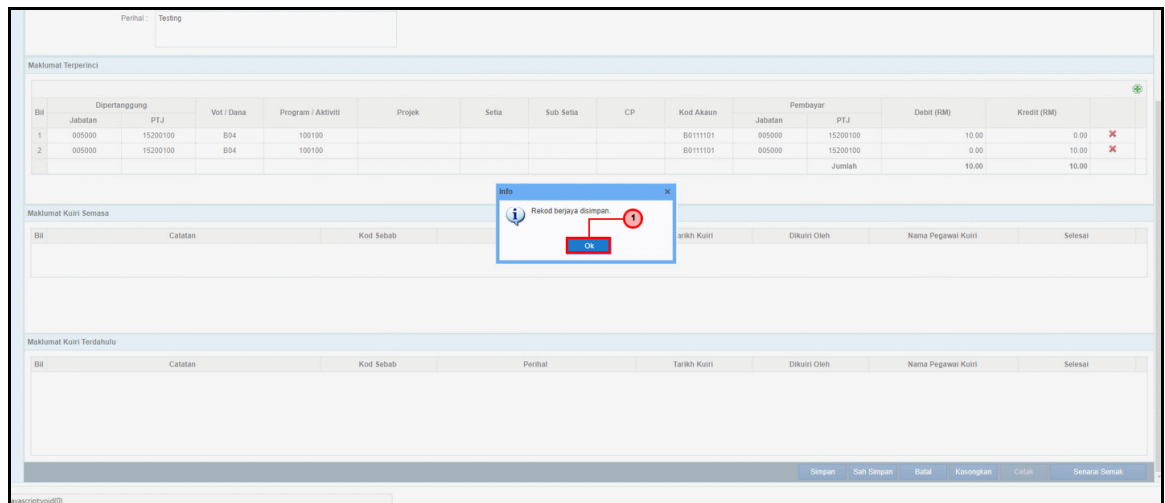 Perihal : Testing
Maklumat Terperinci
Bil Dipertanggung Vot / Dana Program / Aktiviti Projek Setia Sub Setia CP Kod Akaun Pembayar Debit (RM) Kredit (RM)
Jabatan PTJ Jabatan PTJ
1 005000 15200100 B04 100100 B0111101 005000 15200100 10.00 0.00
2 005000 15200100 B04 100100 B0111101 005000 15200100 0.00 10.00
Jumlah 10.00 10.00
Info
Rekod berjaya disimpan.
1
Ok
Maklumat Kuiri Semasa
Bil Catatan Kod Sebab arikh Kuiri Dikuiri Oleh Nama Pegawai Kuiri Selesai
Maklumat Kuiri Terdahulu
Bil Catatan Kod Sebab Perihal Tarikh Kuiri Dikuiri Oleh Nama Pegawai Kuiri Selesai
Simpan Sah Simpan Batal Kosongkan Cetak Senarai Semak
avascript:void(0)